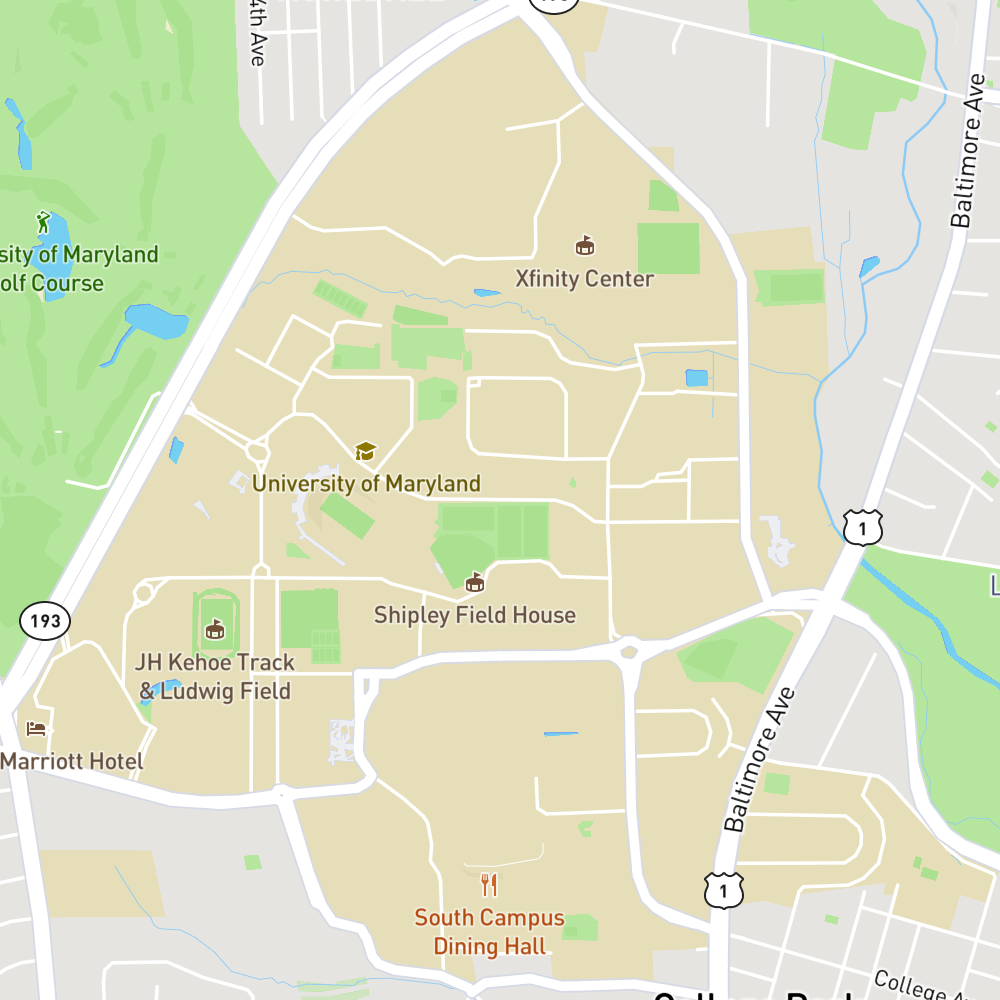 4th Ave
Baltimore Ave
sity of Maryland
olf Course
Xfinity Center
University of Maryland
1
193
Shipley Field House
JH Kehoe Track
& Ludwig Field
Marriott Hotel
Baltimore Ave
1
South Campus
Dining Hall
College